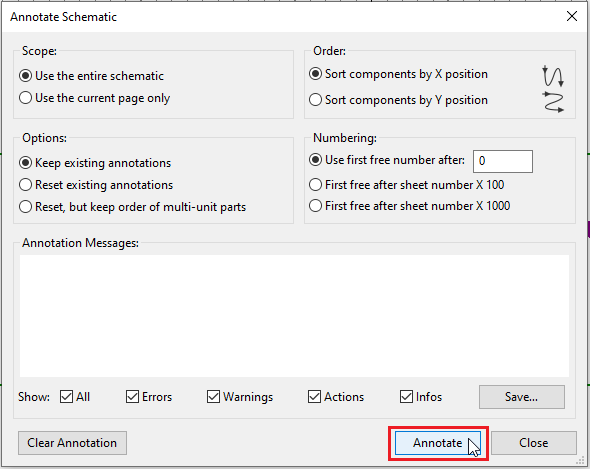 Annotate Schematic
Scope:
Use the entire schematic
Use the current page only
Order:
Sort components by X position
Sort components by Y position
Options:
Keep existing annotations
Reset existing annotations
Reset, but keep order of multi-unit parts
Numbering:
Use first free number after: 0
First free after sheet number X 100
First free after sheet number X 1000
Annotation Messages:
Show: All Errors Warnings Actions Infos Save...
Clear Annotation Annotate Close